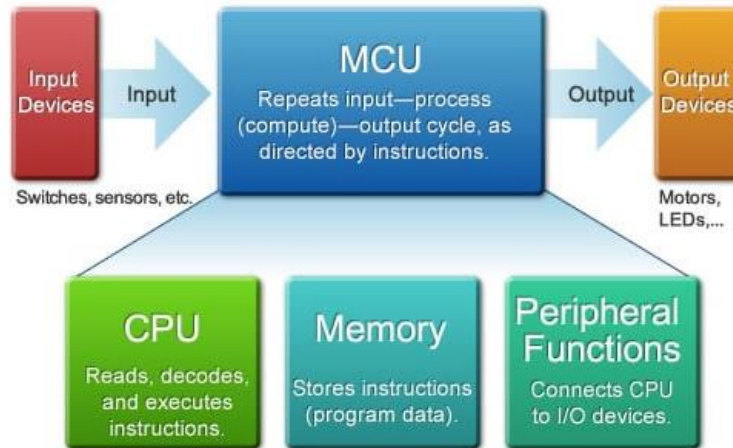 Input
Devices
Input
MCU
Repeats input—process
(compute)—output cycle, as
directed by instructions.
Output
Output
Devices
Switches, sensors, etc.
Motors,
LEDs,...
CPU
Reads, decodes,
and executes
instructions.
Memory
Stores instructions
(program data).
Peripheral
Functions
Connects CPU
to I/O devices.